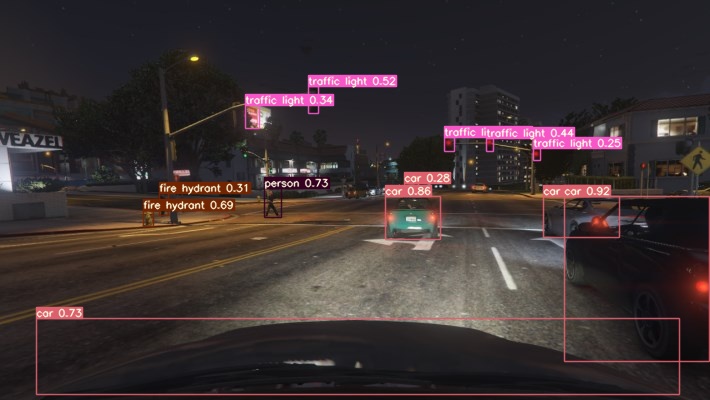 traffic light 0.52
traffic light 0.34
traffic li
traffic light 0.44
traffic light 0.25
WEAZEL
car 0.28
person 0.73
fire hydrant 0.31
car 0.86
car
car 0.92
fire hydrant 0.69
car 0.73